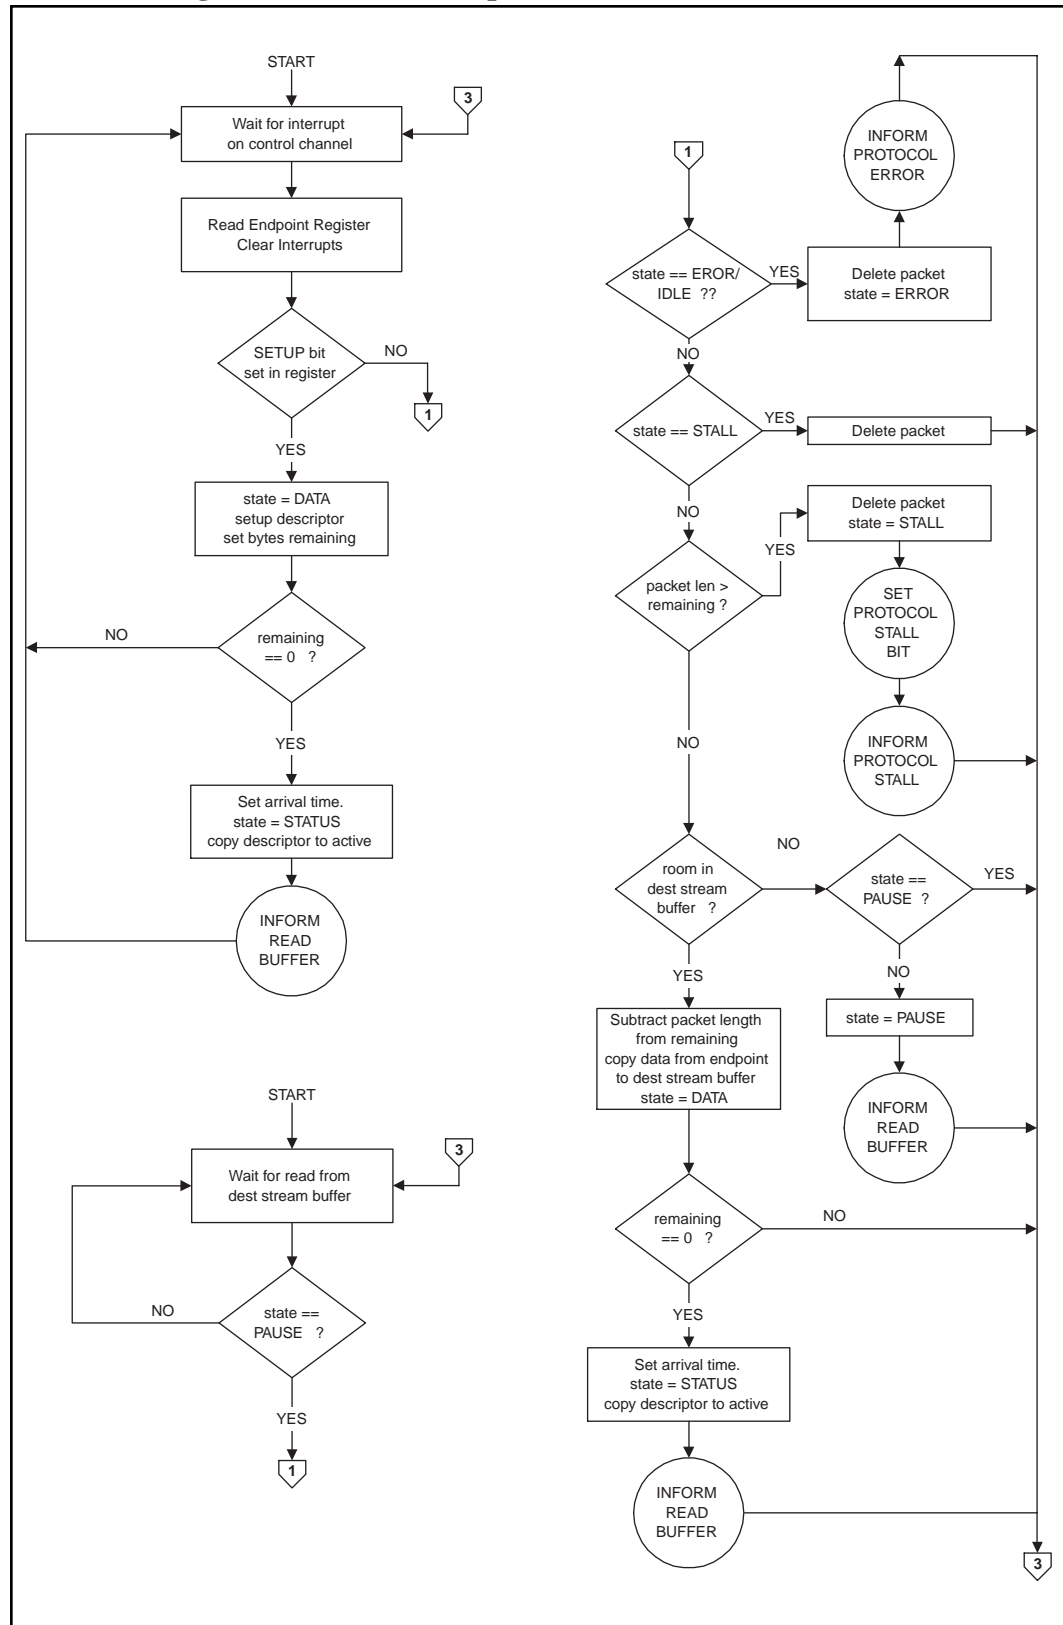 START
3
Wait for interrupt
on control channel
Read Endpoint Register
Clear Interrupts
SETUP bit
set in register
NO
1
YES
state = DATA
setup descriptor
set bytes remaining
NO
remaining
== 0 ?
YES
Set arrival time.
state = STATUS
copy descriptor to active
INFORM
READ
BUFFER
START
3
Wait for read from
dest stream buffer
NO
state ==
PAUSE ?
YES
1
1
INFORM
PROTOCOL
ERROR
state == EROR/
IDLE ??
YES
Delete packet
state = ERROR
NO
state == STALL
YES
Delete packet
NO
Delete packet
state = STALL
YES
packet len >
remaining ?
SET
PROTOCOL
STALL
BIT
NO
INFORM
PROTOCOL
STALL
NO
room in
dest stream
buffer ?
state ==
PAUSE ?
YES
YES
NO
Subtract packet length
from remaining
copy data from endpoint
to dest stream buffer
state = DATA
state = PAUSE
INFORM
READ
BUFFER
remaining
== 0 ?
NO
YES
Set arrival time.
state = STATUS
copy descriptor to active
INFORM
READ
BUFFER
3